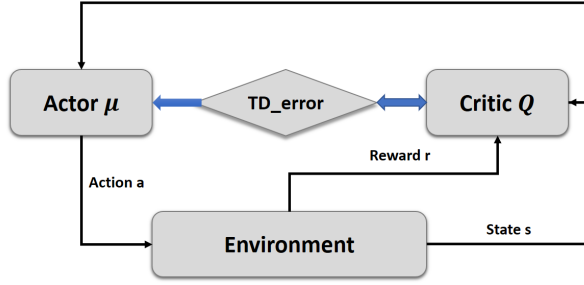 Actor μ
TD_error
Critic Q
Reward r
Action a
Environment
State s